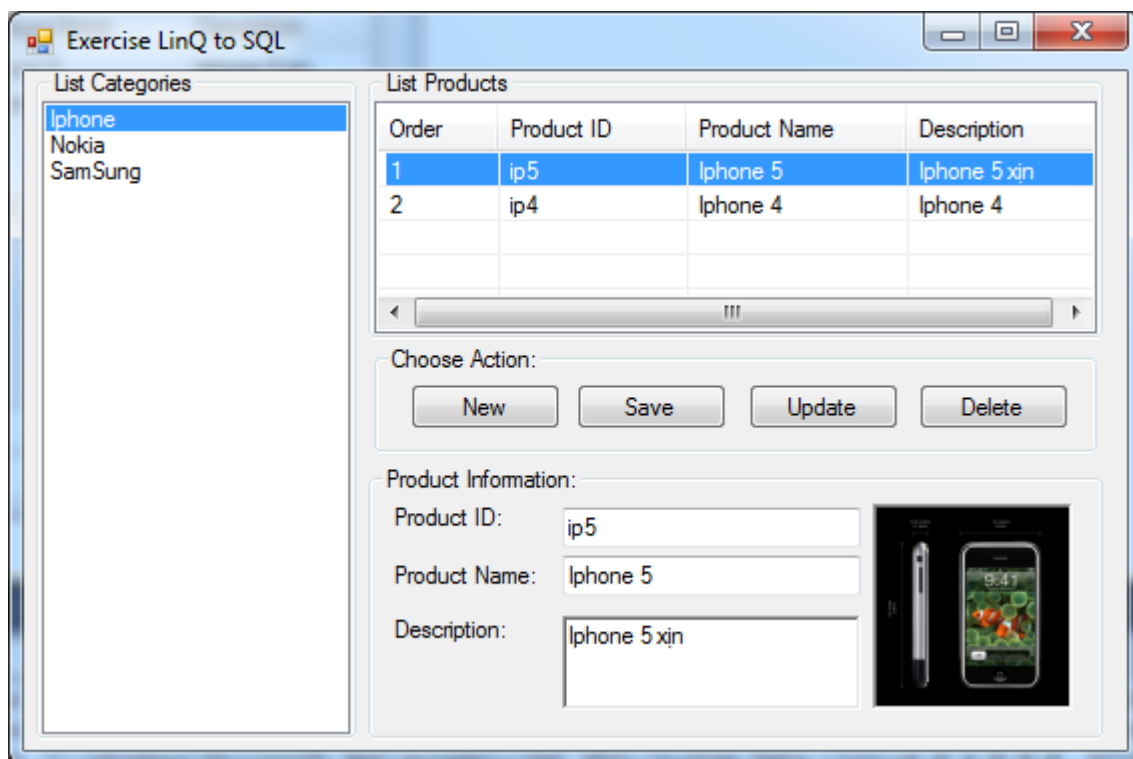 Exercise LinQ to SQL
List Categories
Iphone
Nokia
SamSung
List Products
Order Product ID Product Name Description
1 ip5 Iphone 5 Iphone 5 xịn
2 ip4 Iphone 4 Iphone 4
Choose Action:
New Save Update Delete
Product Information:
Product ID: ip5
Product Name: Iphone 5
Description: Iphone 5 xịn
9:41